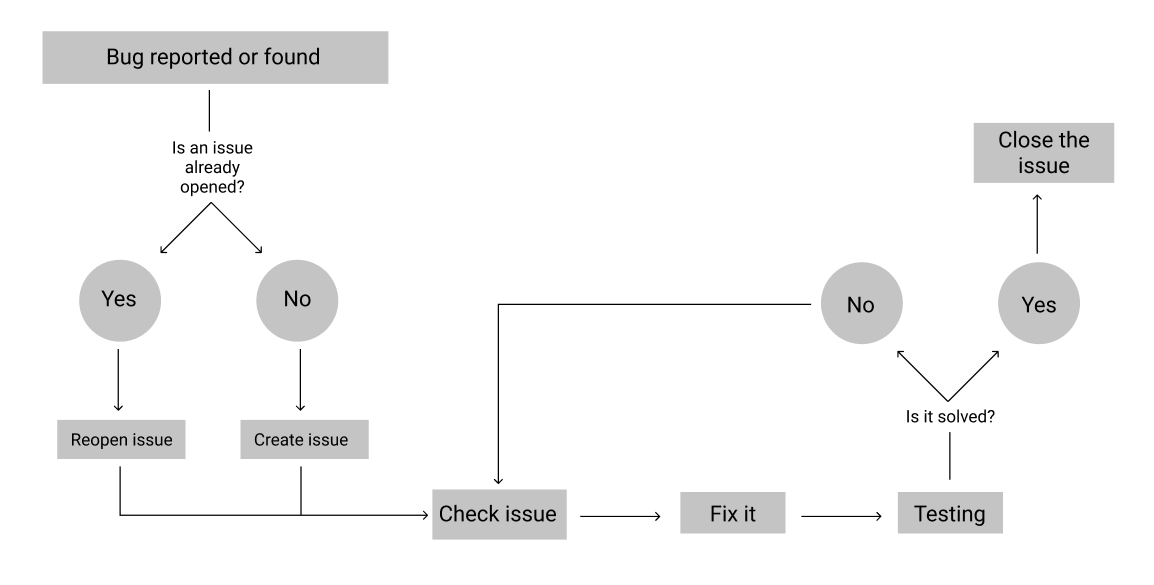 Bug reported or found
Is an issue
already
opened?
Yes
No
Reopen issue
Create issue
Check issue
Fix it
Testing
Is it solved?
No
Yes
Close the
issue